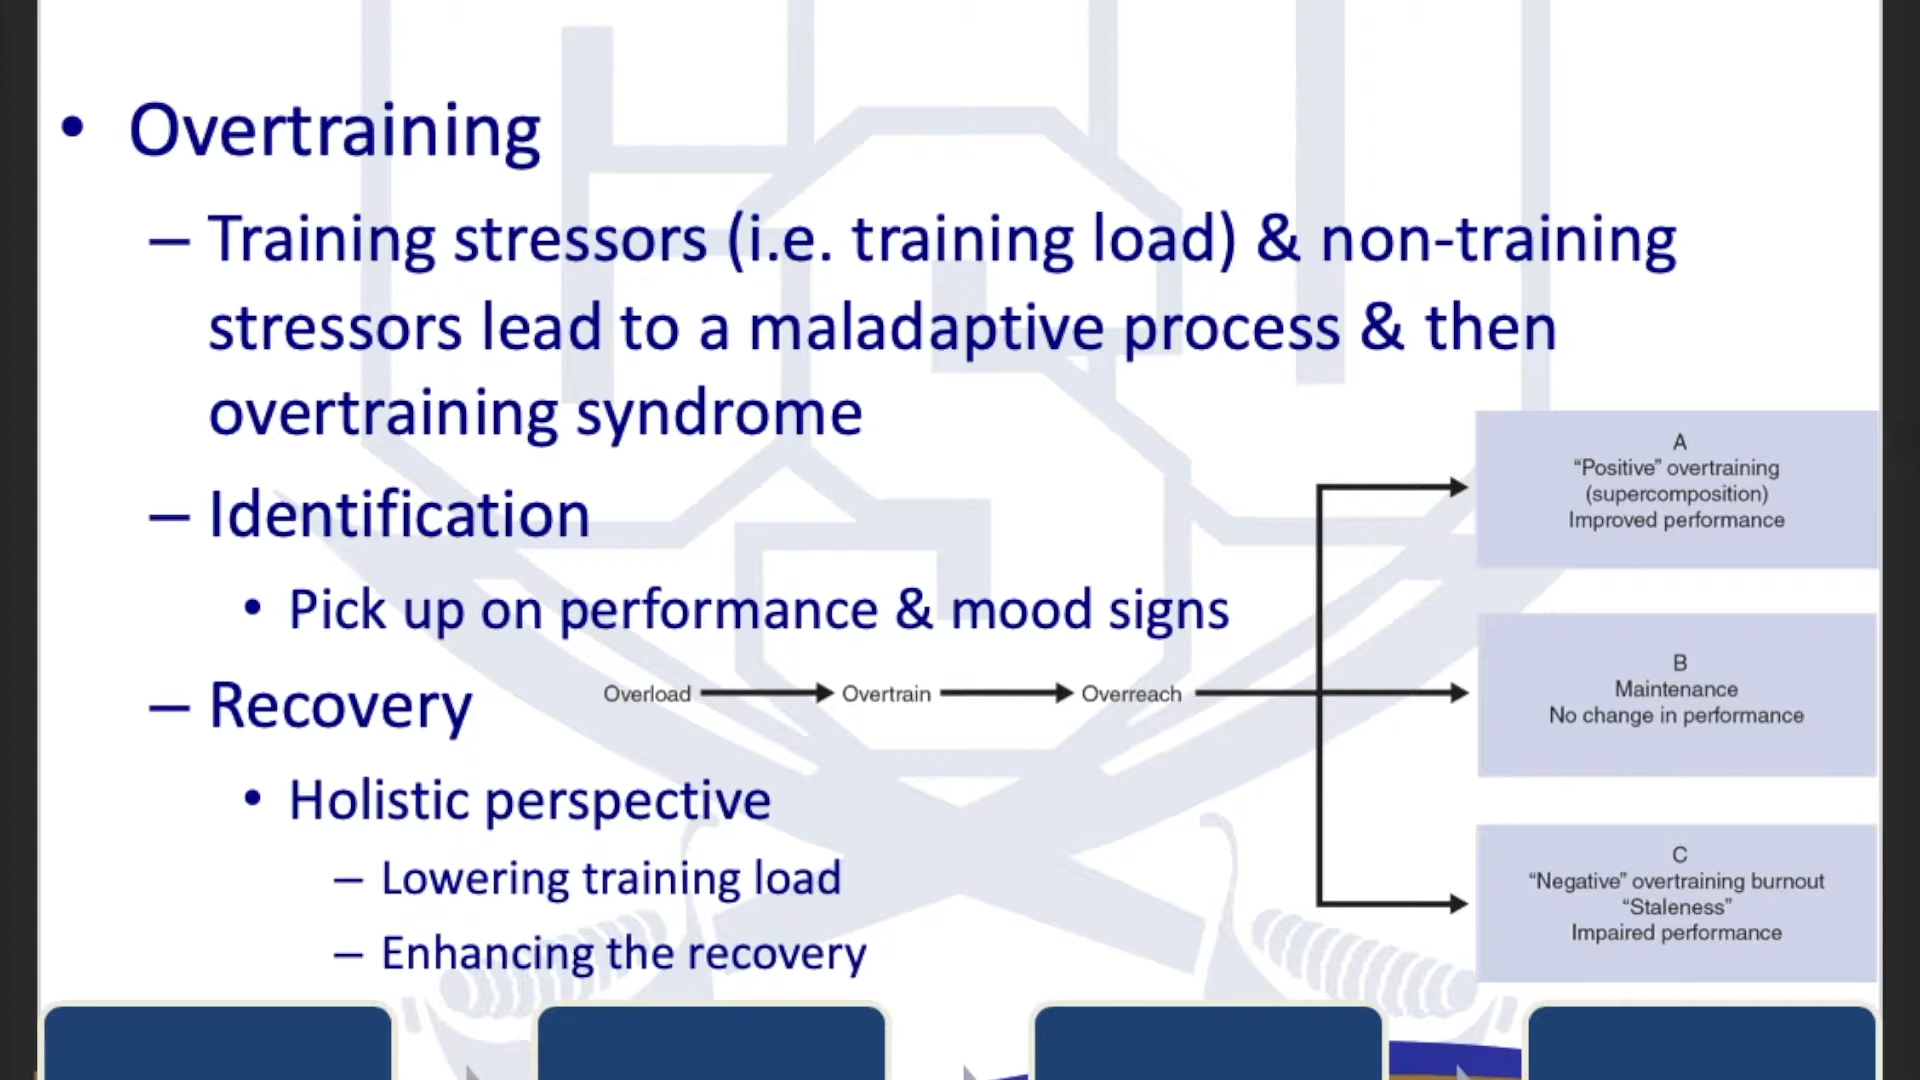 • Overtraining
– Training stressors (i.e. training load) & non-training
stressors lead to a maladaptive process & then
overtraining syndrome
– Identification
• Pick up on performance & mood signs
– Recovery
• Holistic perspective
– Lowering training load
– Enhancing the recovery
Overload
Overtrain
Overreach
A
“Positive” overtraining
(supercomposition)
Improved performance
B
Maintenance
No change in performance
C
“Negative” overtraining burnout
“Staleness”
Impaired performance